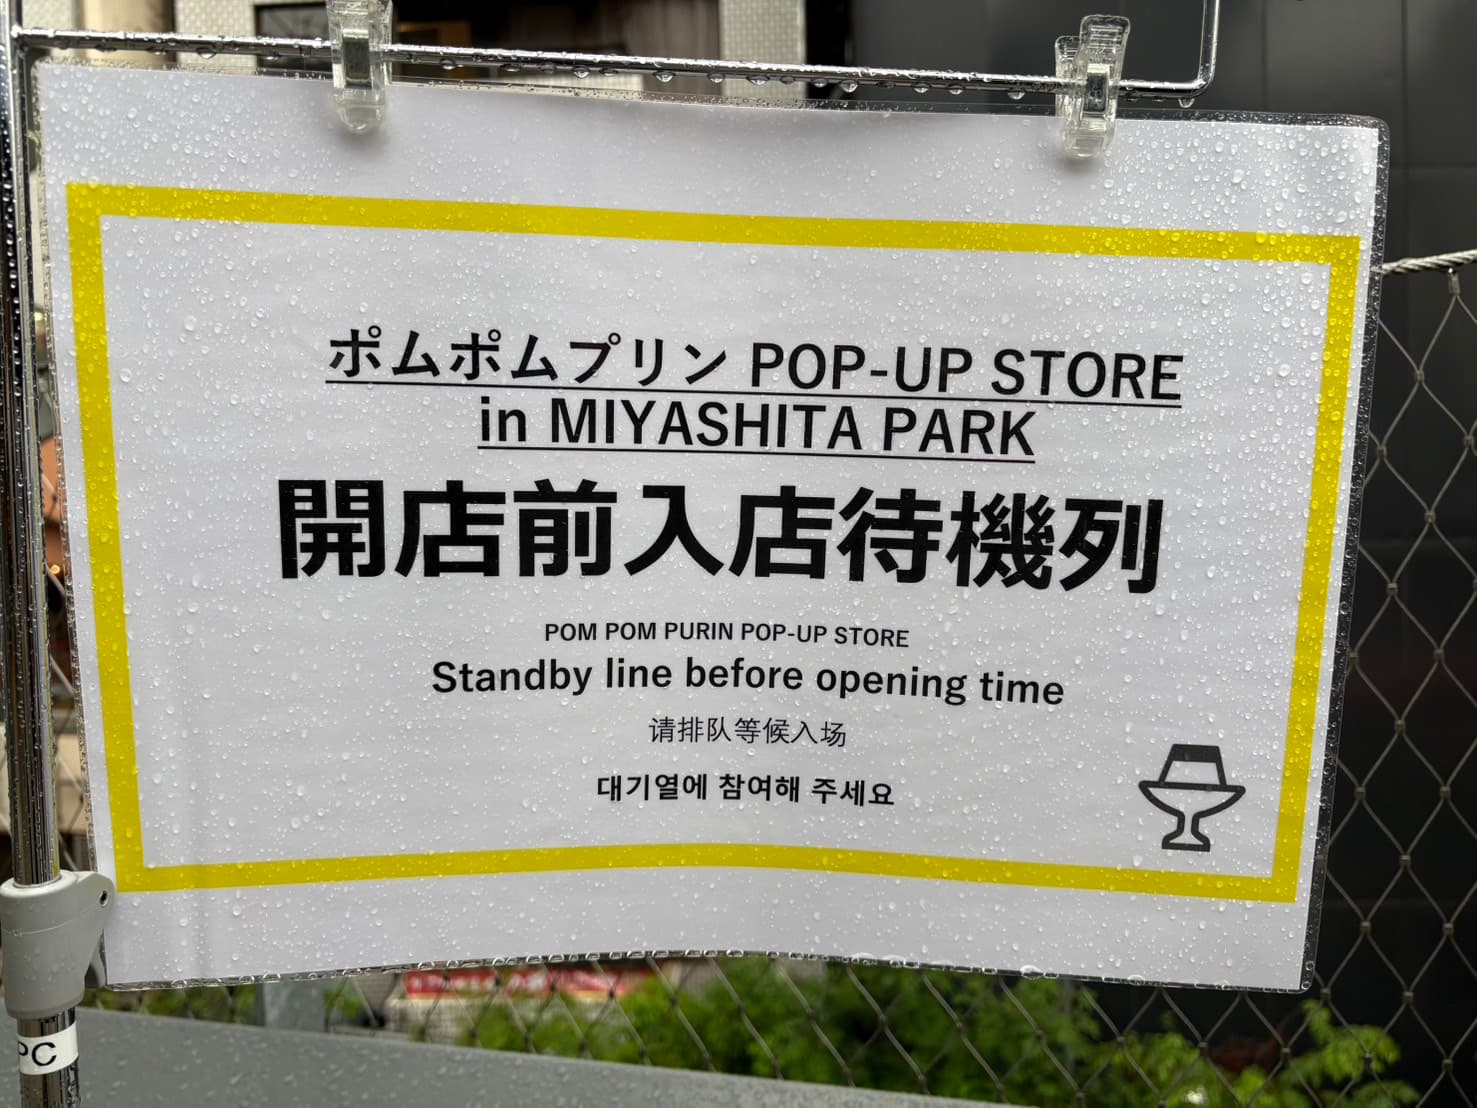 ポムポムプリン POP-UP STORE
in MIYASHITA PARK
開店前入店待機列
POM POM PURIN POP-UP STORE
Standby line before opening time
请排队等候入场
대기열에 참여해 주세요
PC